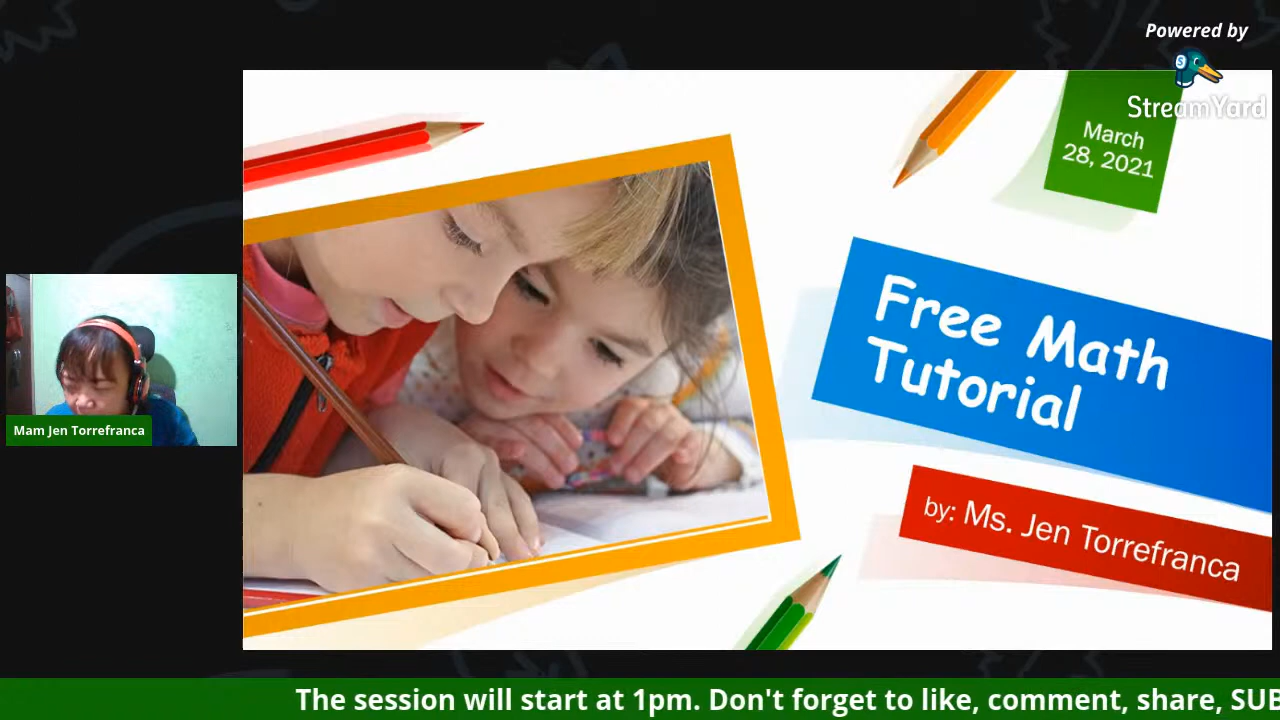 Powered by
StreamYard
March
28, 2021
Free Math
Tutorial
by: Ms. Jen Torrefranca
Mam Jen Torrefranca
The session will start at 1pm. Don't forget to like, comment, share, SUB